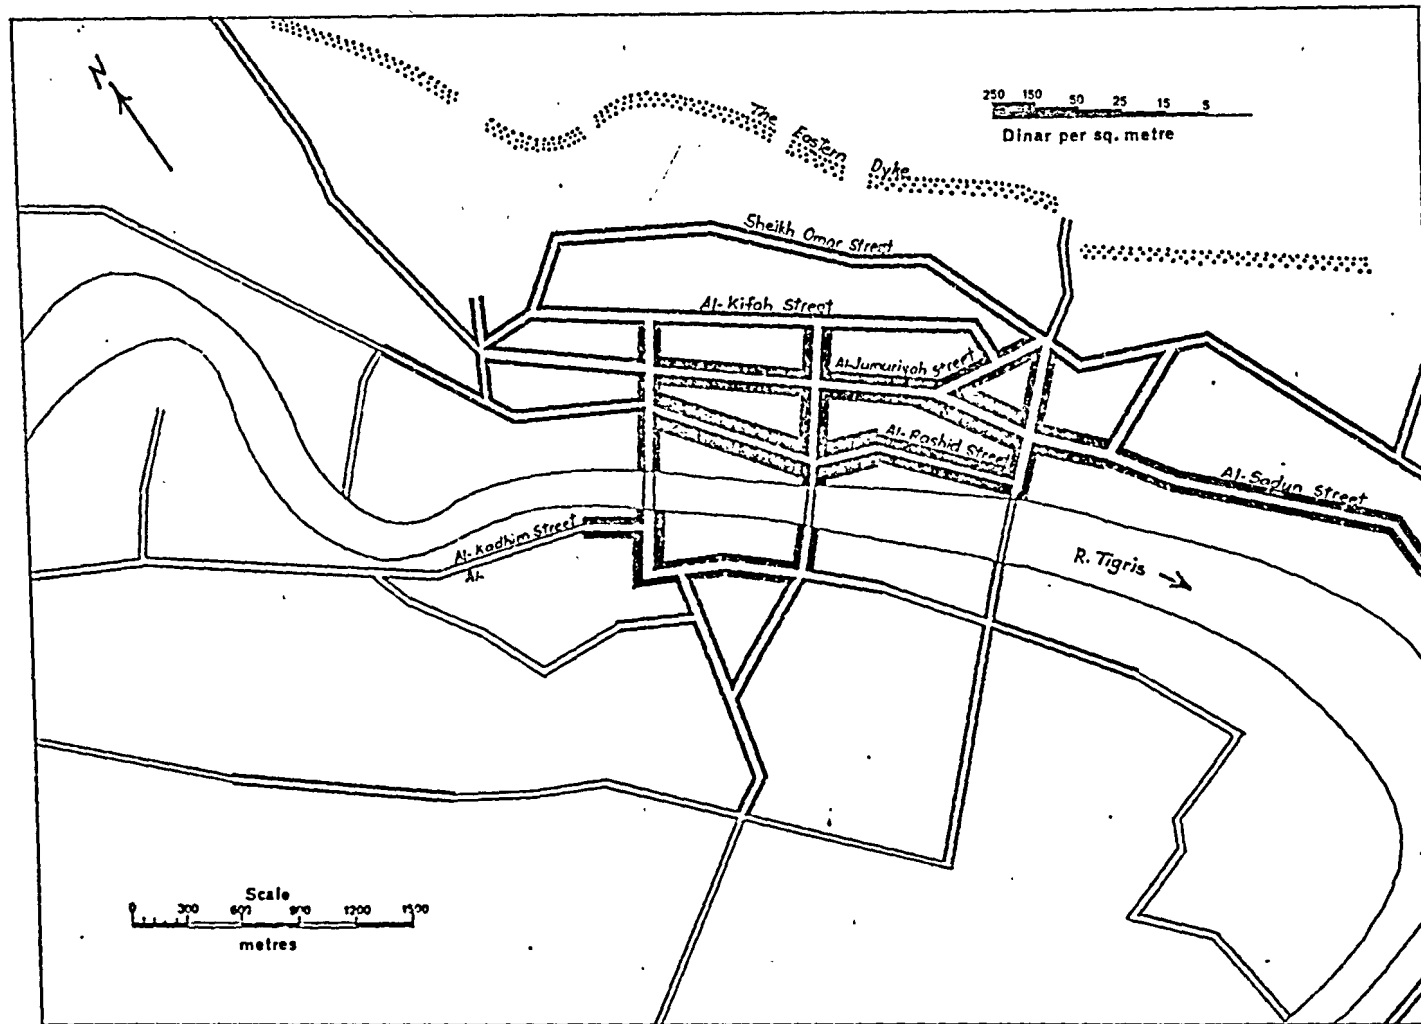 N
250 150 50 25 15 5
Dinar per sq. metre
The Eastern Dyke
Sheikh Omar Street
Al-Kifah Street
Al-Jumuriyah Street
Al-Rashid Street
Al-Sadun Street
Al-Kadhim Street
Al-
R. Tigris
Scale
0 300 600 900 1200 1500
metres